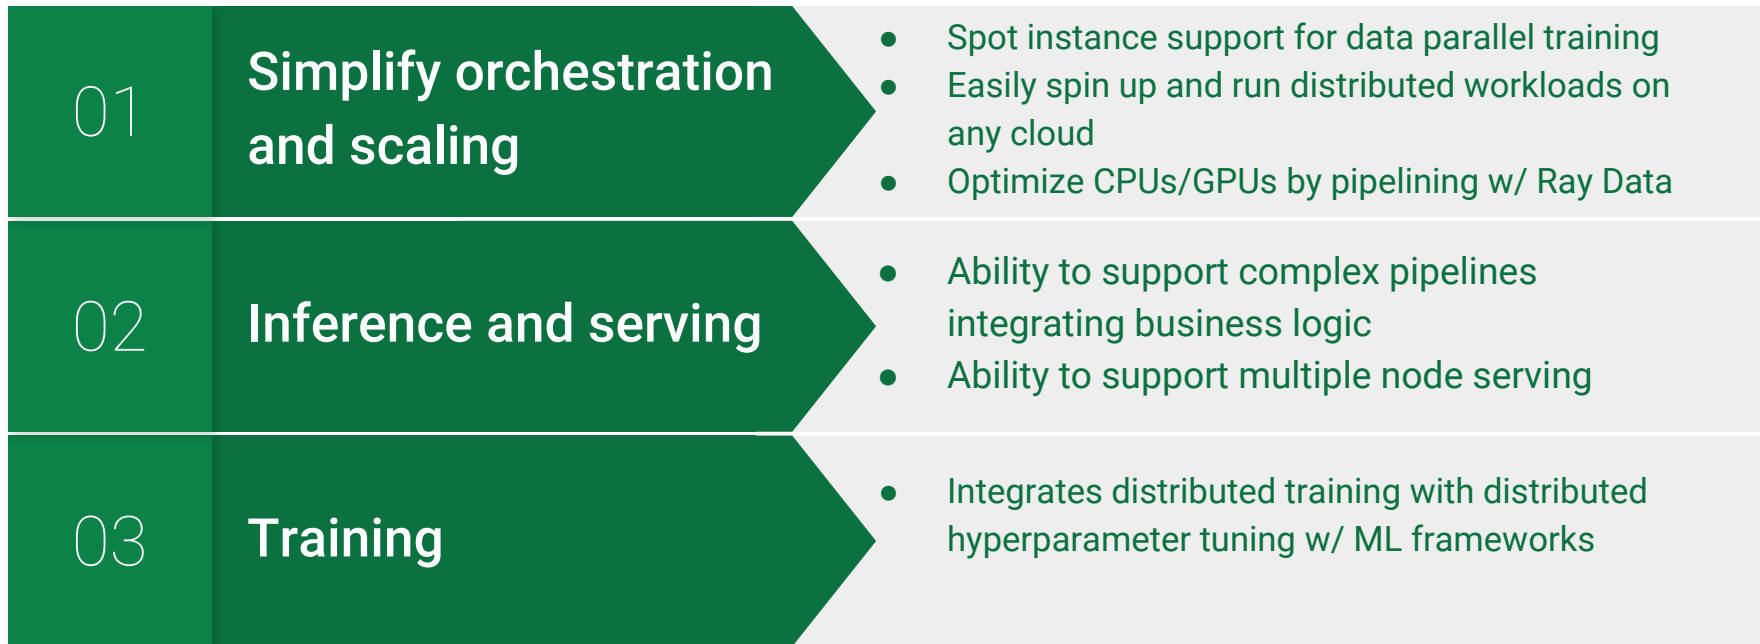 01
Simplify orchestration
and scaling
● Spot instance support for data parallel training
● Easily spin up and run distributed workloads on
any cloud
● Optimize CPUs/GPUs by pipelining w/ Ray Data
02
Inference and serving
● Ability to support complex pipelines
integrating business logic
● Ability to support multiple node serving
03
Training
● Integrates distributed training with distributed
hyperparameter tuning w/ ML frameworks